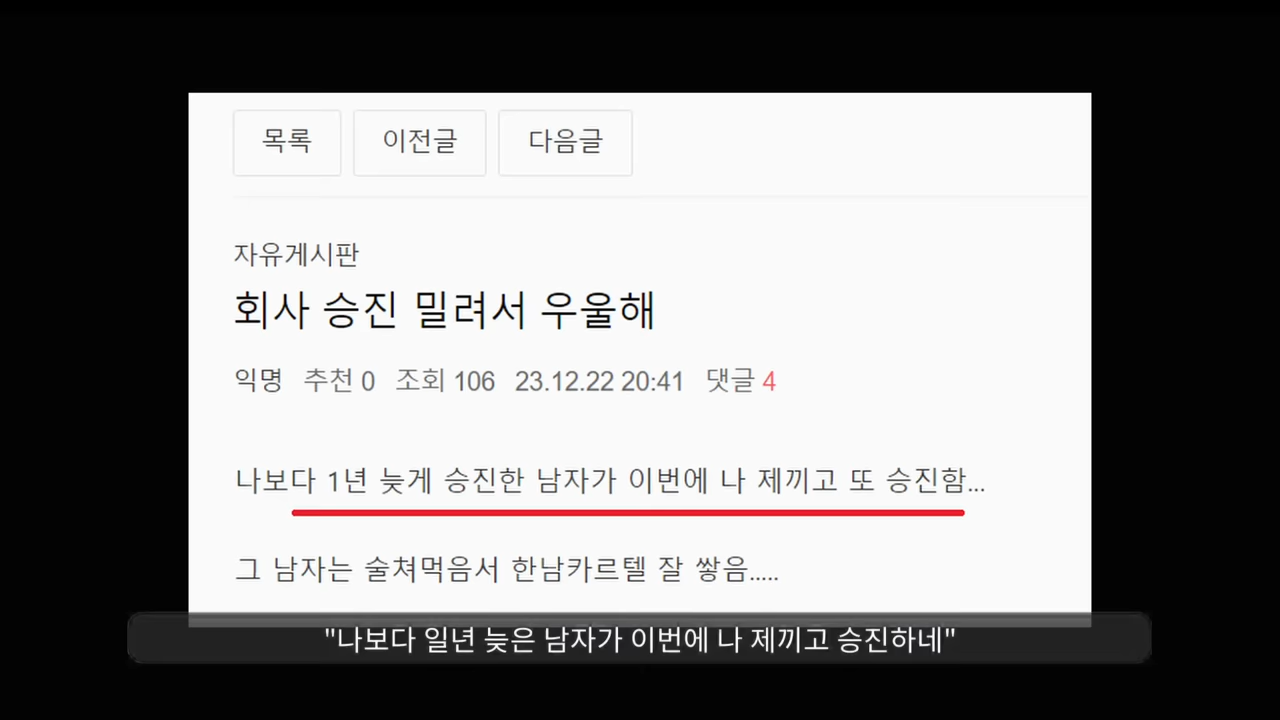 목록 이전글 다음글
자유게시판
회사 승진 밀려서 우울해
익명 추천 0 조회 106 23.12.22 20:41 댓글 4
나보다 1년 늦게 승진한 남자가 이번에 나 제끼고 또 승진함...
그 남자는 술쳐먹음서 한남카르텔 잘 쌓음.....
"나보다 일년 늦은 남자가 이번에 나 제끼고 승진하네"